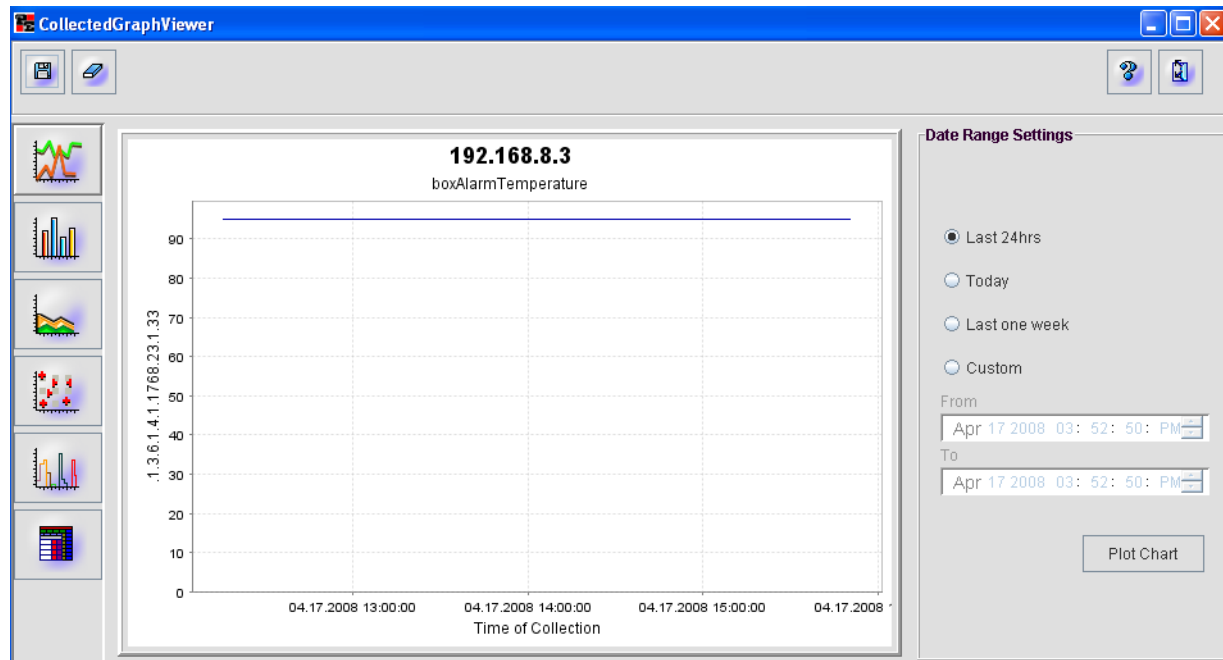 CollectedGraphViewer
192.168.8.3
boxAlarmTemperature
.1.3.6.1.4.1.1768.23.1.33
90
80
70
60
50
40
30
20
10
0
04.17.2008 13:00:00 04.17.2008 14:00:00 04.17.2008 15:00:00 04.17.2008
Time of Collection
Date Range Settings
Last 24hrs
Today
Last one week
Custom
From
Apr 17 2008 03: 52: 50: PM
To
Apr 17 2008 03: 52: 50: PM
Plot Chart